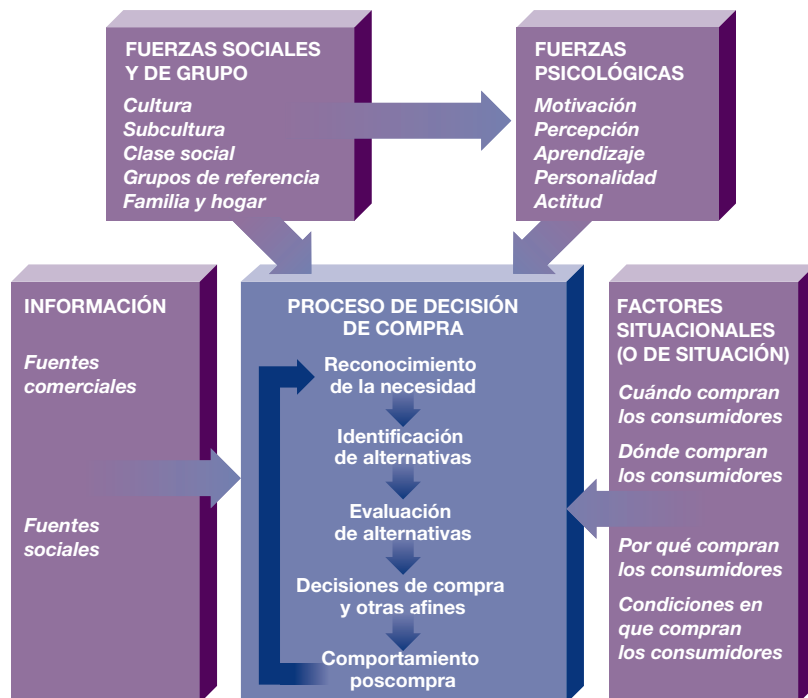 FUERZAS SOCIALES
Y DE GRUPO
Cultura
Subcultura
Clase social
Grupos de referencia
Familia y hogar
FUERZAS
PSICOLÓGICAS
Motivación
Percepción
Aprendizaje
Personalidad
Actitud
INFORMACIÓN
Fuentes
comerciales
Fuentes
sociales
PROCESO DE DECISIÓN
DE COMPRA
Reconocimiento
de la necesidad
Identificación
de alternativas
Evaluación
de alternativas
Decisiones de compra
y otras afines
Comportamiento
poscompra
FACTORES
SITUACIONALES
(O DE SITUACIÓN)
Cuándo compran
los consumidores
Dónde compran
los consumidores
Por qué compran
los consumidores
Condiciones en
que compran
los consumidores